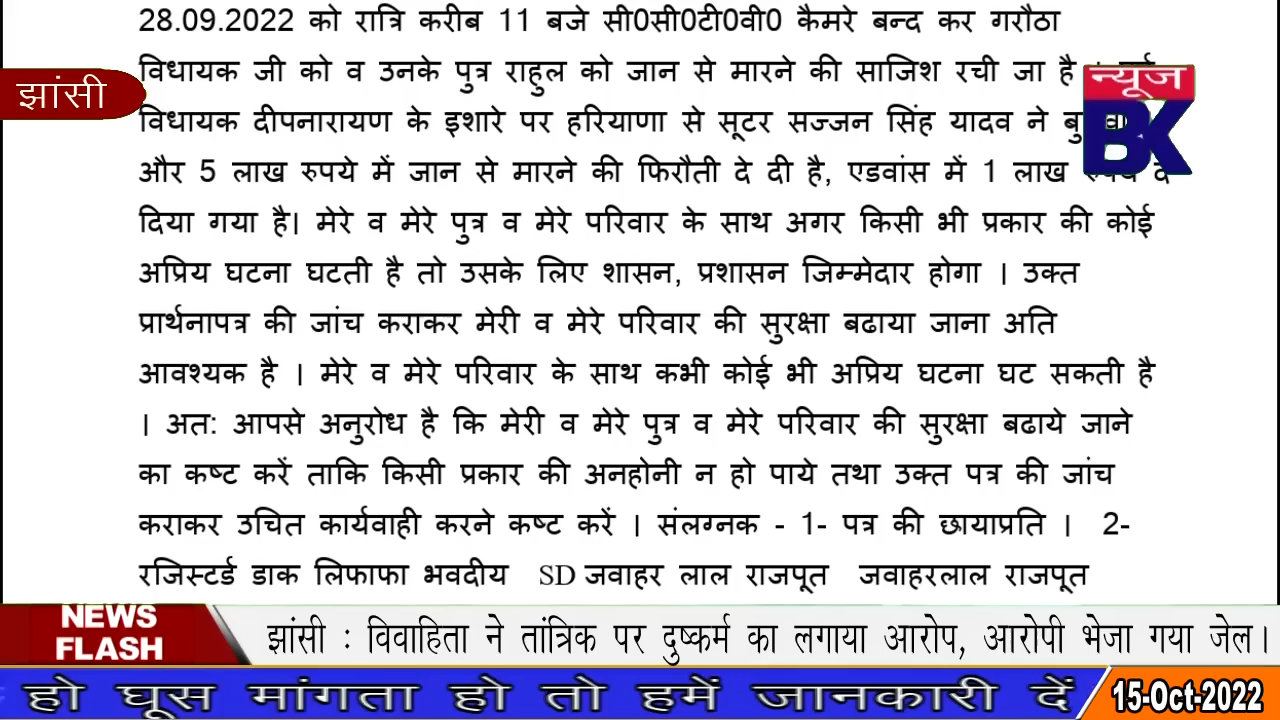 28.09.2022 को रात्रि करीब 11 बजे सी0सी0टी0वी0 कैमरे बन्द कर गरौठा
विधायक जी को व उनके पुत्र राहुल को जान से मारने की साजिश रची जा है ।
विधायक दीपनारायण के इशारे पर हरियाणा से सूटर सज्जन सिंह यादव ने
और 5 लाख रुपये में जान से मारने की फिरौती दे दी है, एडवांस में 1 लाख
दिया गया है। मेरे व मेरे पुत्र व मेरे परिवार के साथ अगर किसी भी प्रकार की कोई
अप्रिय घटना घटती है तो उसके लिए शासन, प्रशासन जिम्मेदार होगा । उक्त
प्रार्थनापत्र की जांच कराकर मेरी व मेरे परिवार की सुरक्षा बढाया जाना अति
आवश्यक है । मेरे व मेरे परिवार के साथ कभी कोई भी अप्रिय घटना घट सकती है
। अत: आपसे अनुरोध है कि मेरी व मेरे पुत्र व मेरे परिवार की सुरक्षा बढाये जाने
का कष्ट करें ताकि किसी प्रकार की अनहोनी न हो पाये तथा उक्त पत्र की जांच
कराकर उचित कार्यवाही करने कष्ट करें । संलग्नक - 1- पत्र की छायाप्रति । 2-
रजिस्टर्ड डाक लिफाफा भवदीय SD जवाहर लाल राजपूत जवाहरलाल राजपूत
झांसी
न्यूज
BK
NEWS
FLASH
झांसी : विवाहिता ने तांत्रिक पर दुष्कर्म का लगाया आरोप, आरोपी भेजा गया जेल।
हो घूस मांगता हो तो हमें जानकारी दें
15-Oct-2022